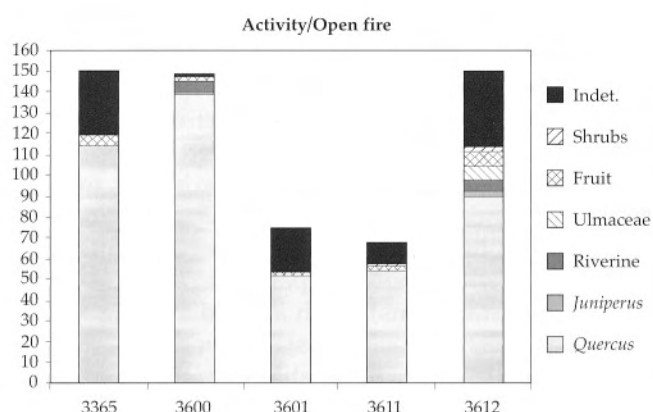 Activity/Open fire
160
150
140
130
120
110
100
90
80
70
60
50
40
30
20
10
0
3365 3600 3601 3611 3612
Indet.
Shrubs
Fruit
Ulmaceae
Riverine
Juniperus
Quercus